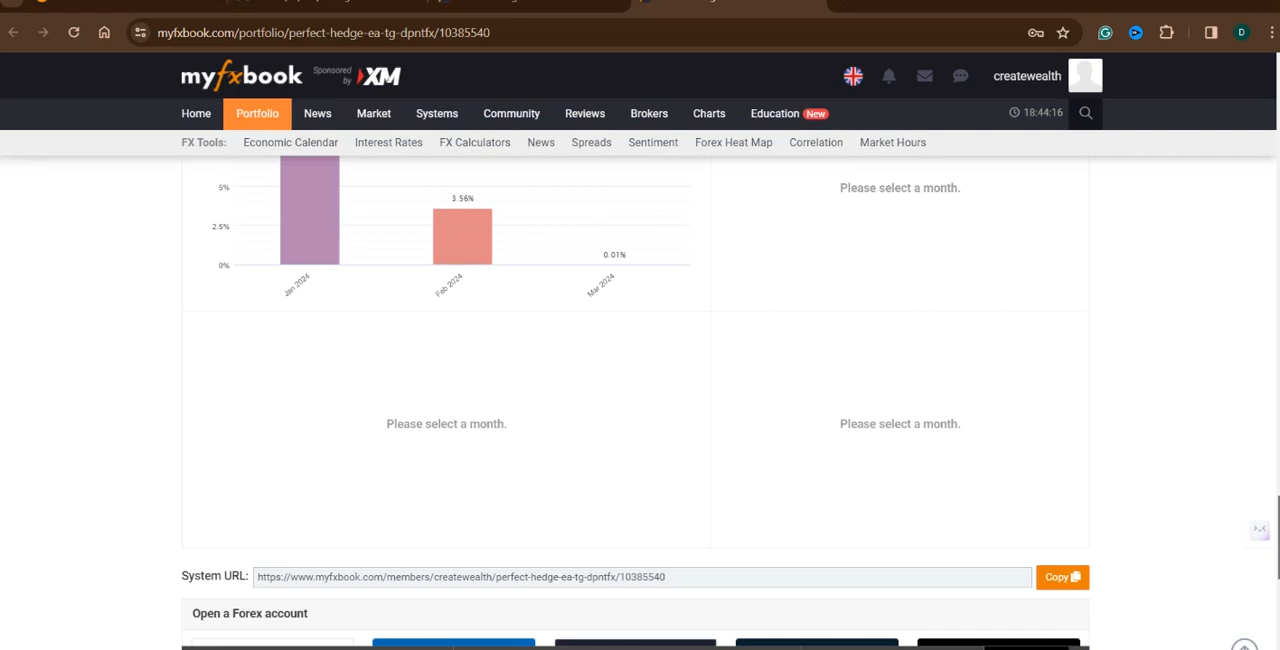 myfxbook.com/portfolio/perfect-hedge-ea-tg-dpntfx/10385540
D
myfxbook Sponsored by XM
createwealth
Home Portfolio News Market Systems Community Reviews Brokers Charts Education New 18:44:16
FX Tools: Economic Calendar Interest Rates FX Calculators News Spreads Sentiment Forex Heat Map Correlation Market Hours
5%
Please select a month.
3.56%
2.5%
0.01%
0%
Jan 2024 Feb 2024 Mar 2024
Please select a month. Please select a month.
System URL: https://www.myfxbook.com/members/createwealth/perfect-hedge-ea-tg-dpntfx/10385540 Copy
Open a Forex account